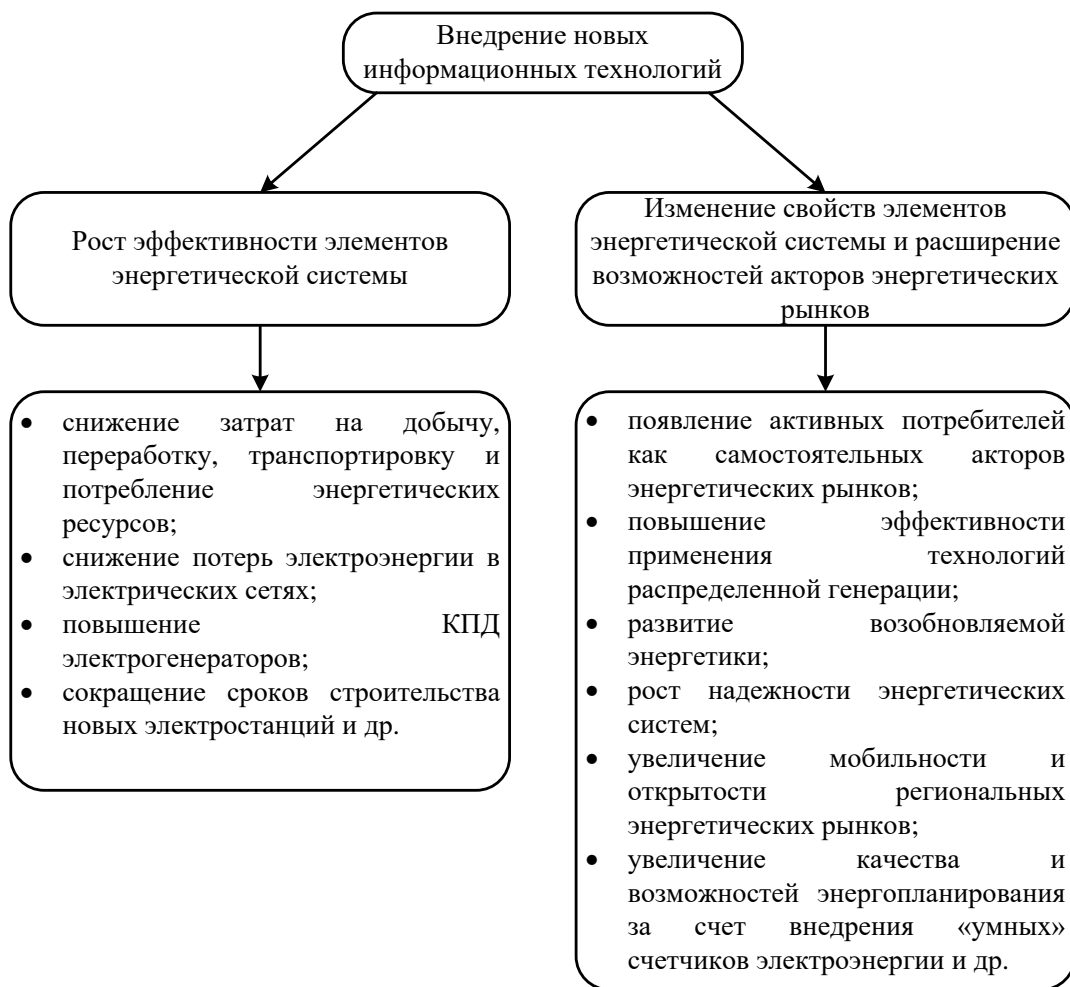 Внедрение новых
информационных технологий
Рост эффективности элементов
энергетической системы
Изменение свойств элементов
энергетической системы и расширение
возможностей акторов энергетических
рынков
• снижение затрат на добычу,
переработку, транспортировку и
потребление энергетических
ресурсов;
• снижение потерь электроэнергии в
электрических сетях;
• повышение КПД
электрогенераторов;
• сокращение сроков строительства
новых электростанций и др.
• появление активных потребителей
как самостоятельных акторов
энергетических рынков;
• повышение эффективности
применения технологий
распределенной генерации;
• развитие возобновляемой
энергетики;
• рост надежности энергетических
систем;
• увеличение мобильности и
открытости региональных
энергетических рынков;
• увеличение качества и
возможностей энергопланирования
за счет внедрения «умных»
счетчиков электроэнергии и др.